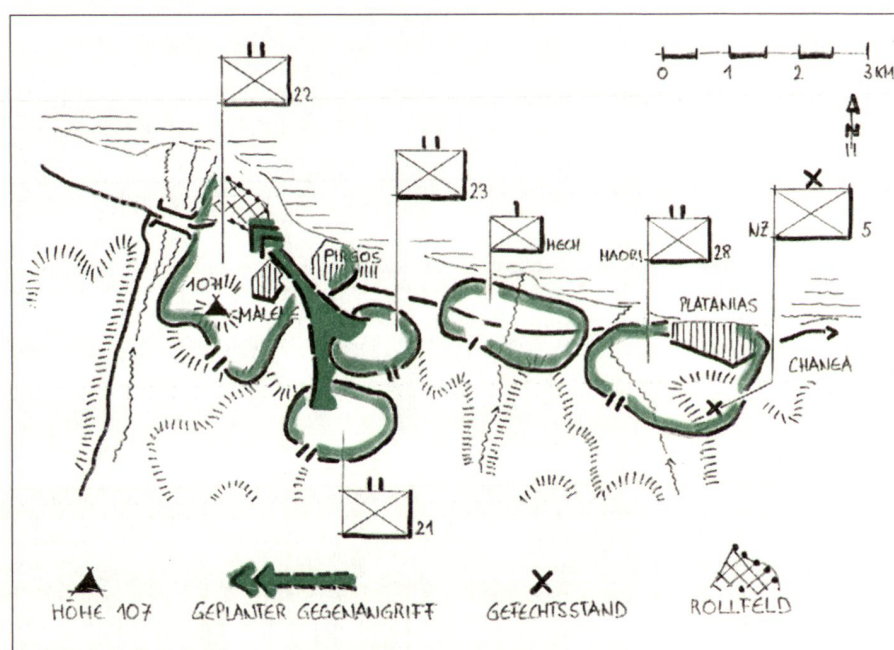 22
0 1 2 3 KM
N
23
MECH
MAORI 28
NZ 5
PIRGOS
107
MALEME
PLATANIAS
CHANEA
21
HÖHE 107
GEPLANTER GEGENANGRIFF
GEFECHTSSTAND
ROLLFELD